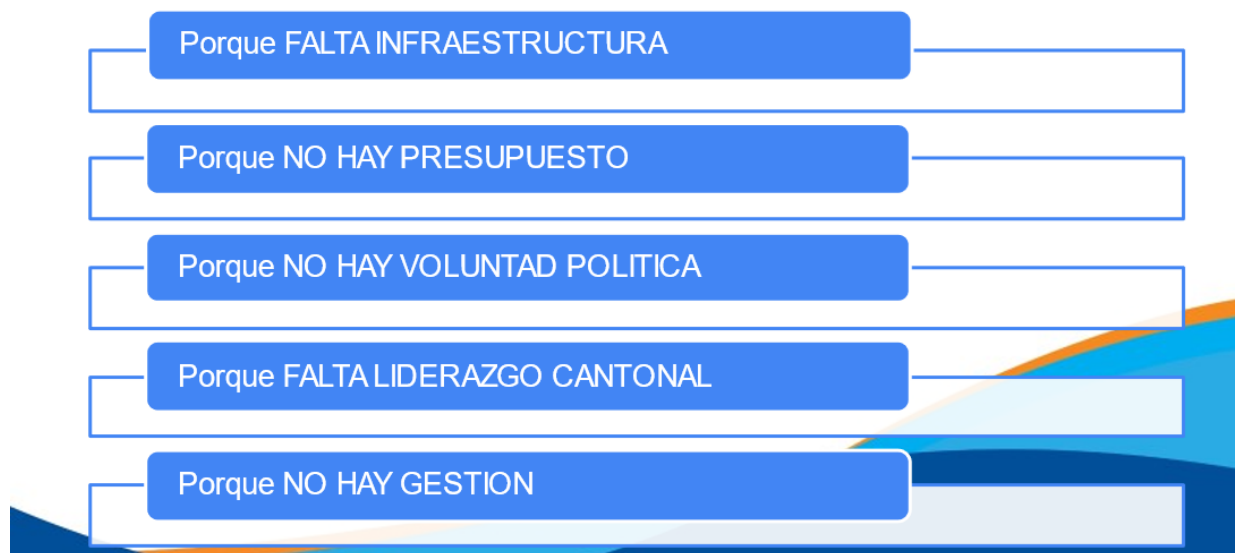 Porque FALTA INFRAESTRUCTURA
Porque NO HAY PRESUPUESTO
Porque NO HAY VOLUNTAD POLITICA
Porque FALTA LIDERAZGO CANTONAL
Porque NO HAY GESTION